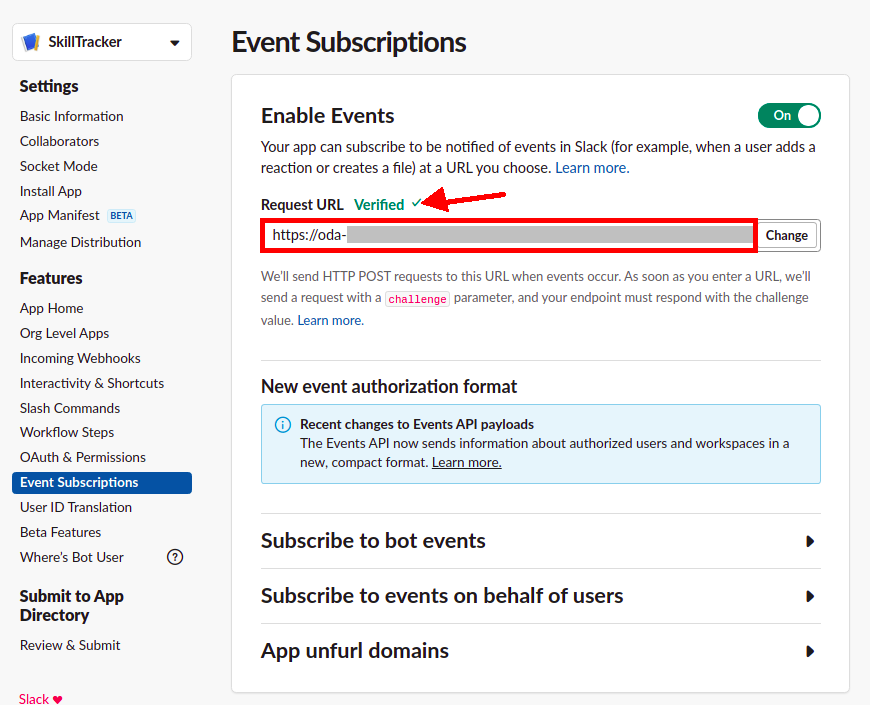 SkillTracker
Settings
Basic Information
Collaborators
Socket Mode
Install App
App Manifest BETA
Manage Distribution
Features
App Home
Org Level Apps
Incoming Webhooks
Interactivity & Shortcuts
Slash Commands
Workflow Steps
OAuth & Permissions
Event Subscriptions
User ID Translation
Beta Features
Where's Bot User ?
Submit to App
Directory
Review & Submit
Slack ♥
Event Subscriptions
Enable Events
On
Your app can subscribe to be notified of events in Slack (for example, when a user adds a
reaction or creates a file) at a URL you choose. Learn more.
Request URL Verified ✓
https://oda-
Change
We'll send HTTP POST requests to this URL when events occur. As soon as you enter a URL, we'll
send a request with a challenge parameter, and your endpoint must respond with the challenge
value. Learn more.
New event authorization format
Recent changes to Events API payloads
The Events API now sends information about authorized users and workspaces in a
new, compact format. Learn more.
Subscribe to bot events
Subscribe to events on behalf of users
App unfurl domains